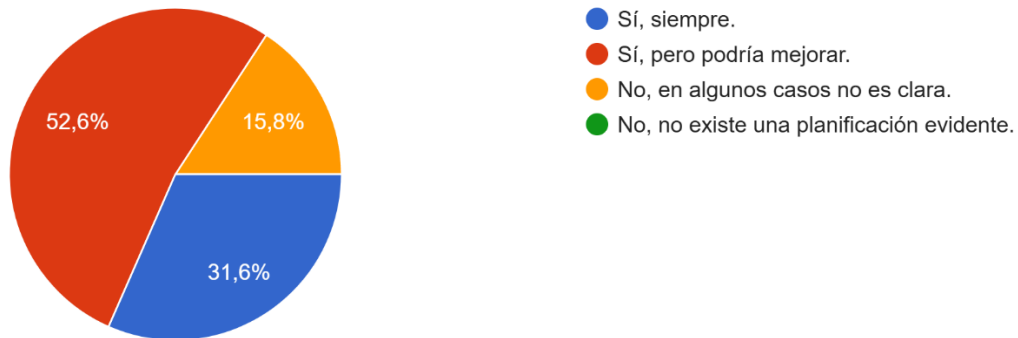 52,6%
15,8%
31,6%
Sí, siempre.
Sí, pero podría mejorar.
No, en algunos casos no es clara.
No, no existe una planificación evidente.